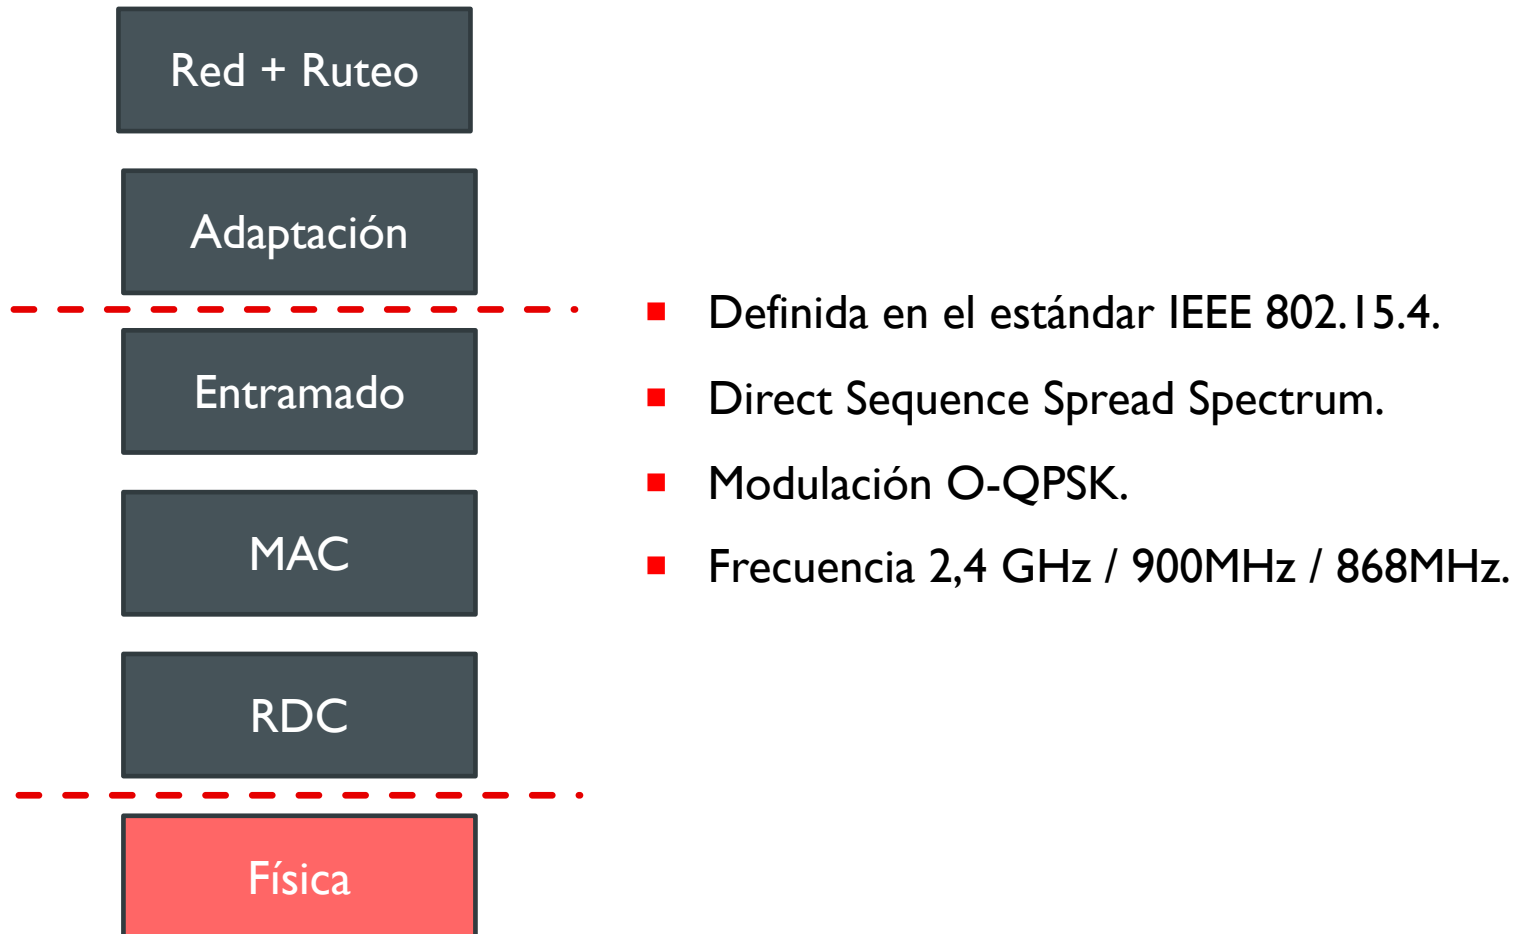 Red + Ruteo
Adaptación
Entramado
MAC
RDC
Física
Definida en el estándar IEEE 802.15.4.
Direct Sequence Spread Spectrum.
Modulación O-QPSK.
Frecuencia 2,4 GHz / 900MHz / 868MHz.